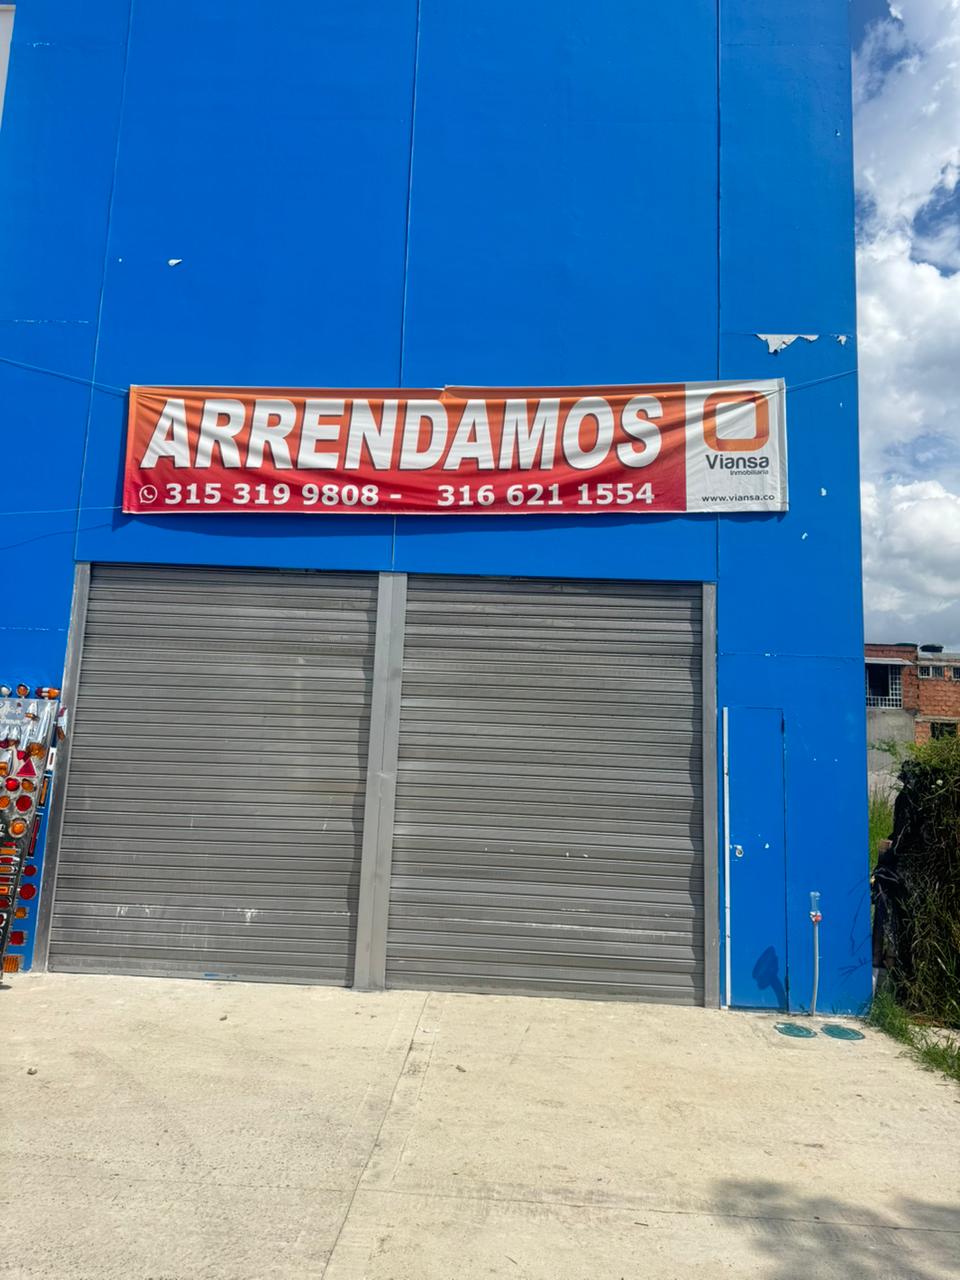 ARRENDAMOS
315 319 9808 - 316 621 1554
Viansa
Inmobiliaria
www.viansa.co